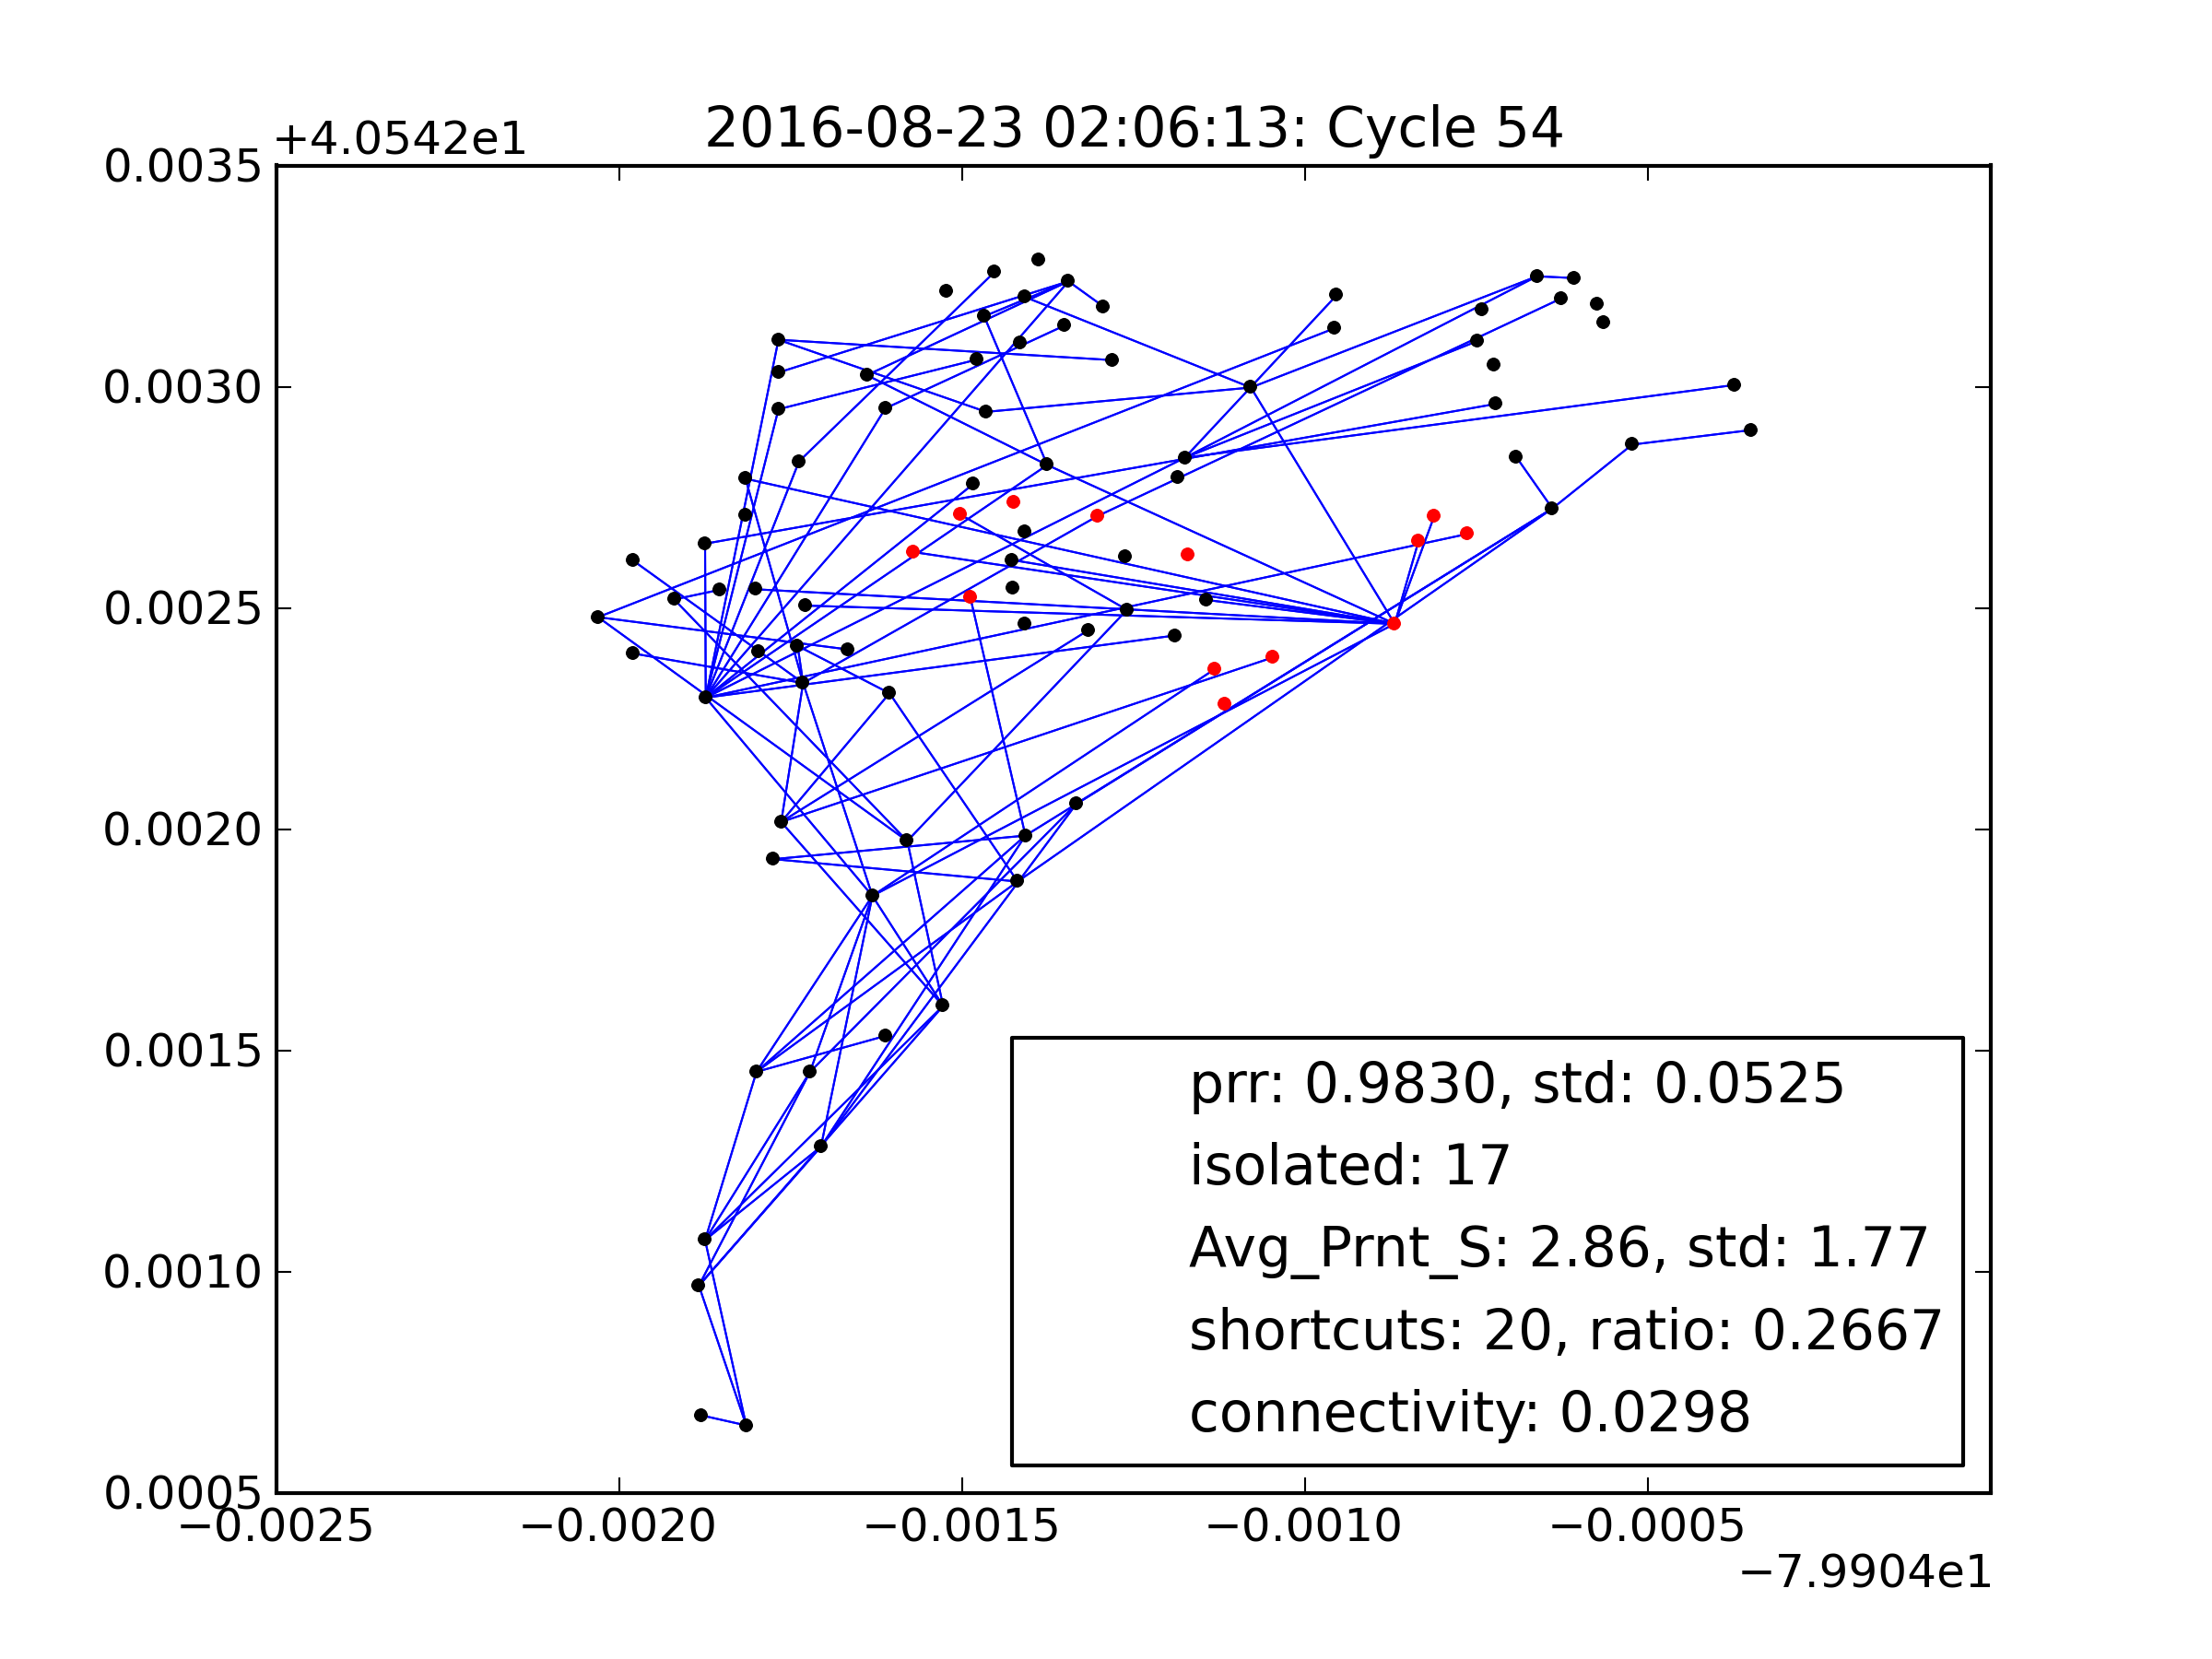 2016-08-23 02:06:13: Cycle 54
+4.0542e1
0.0035
0.0030
0.0025
0.0020
0.0015
0.0010
0.0005
prr: 0.9830, std: 0.0525
isolated: 17
Avg_Prnt_S: 2.86, std: 1.77
shortcuts: 20, ratio: 0.2667
connectivity: 0.0298
−0.0025 −0.0020 −0.0015 −0.0010 −0.0005
−7.9904e1